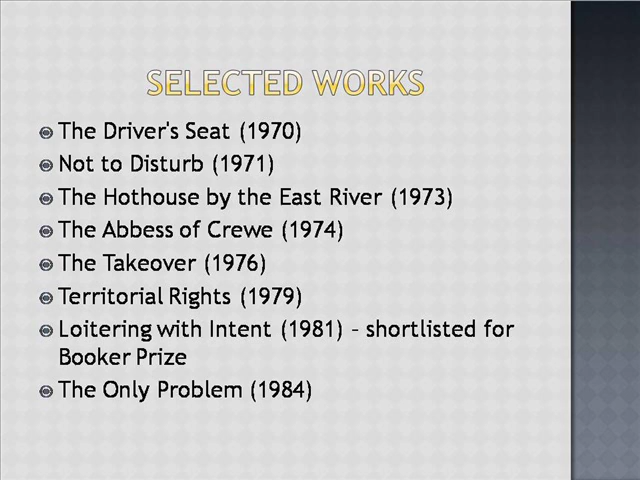 SELECTED WORKS
The Driver's Seat (1970)
Not to Disturb (1971)
The Hothouse by the East River (1973)
The Abbess of Crewe (1974)
The Takeover (1976)
Territorial Rights (1979)
Loitering with Intent (1981) – shortlisted for
Booker Prize
The Only Problem (1984)